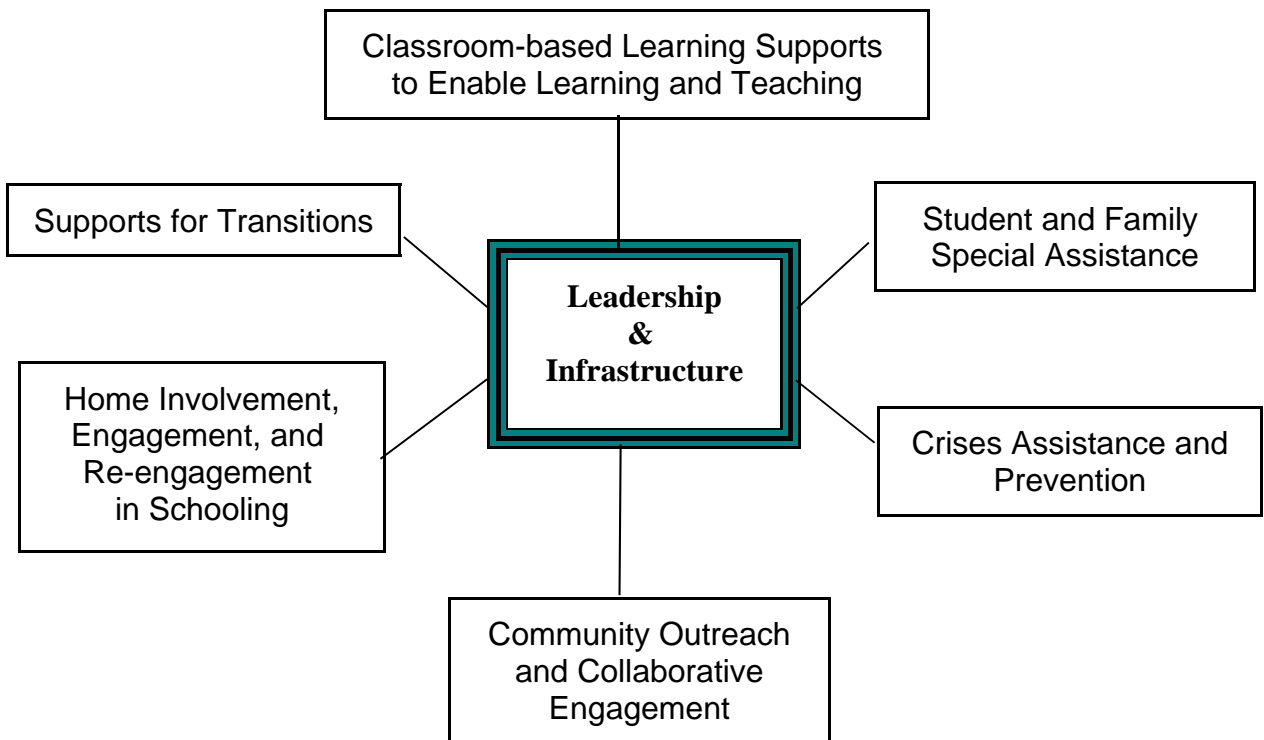 Classroom-based Learning Supports
to Enable Learning and Teaching
Supports for Transitions
Student and Family
Special Assistance
Leadership
&
Infrastructure
Home Involvement,
Engagement, and
Re-engagement
in Schooling
Crises Assistance and
Prevention
Community Outreach
and Collaborative
Engagement